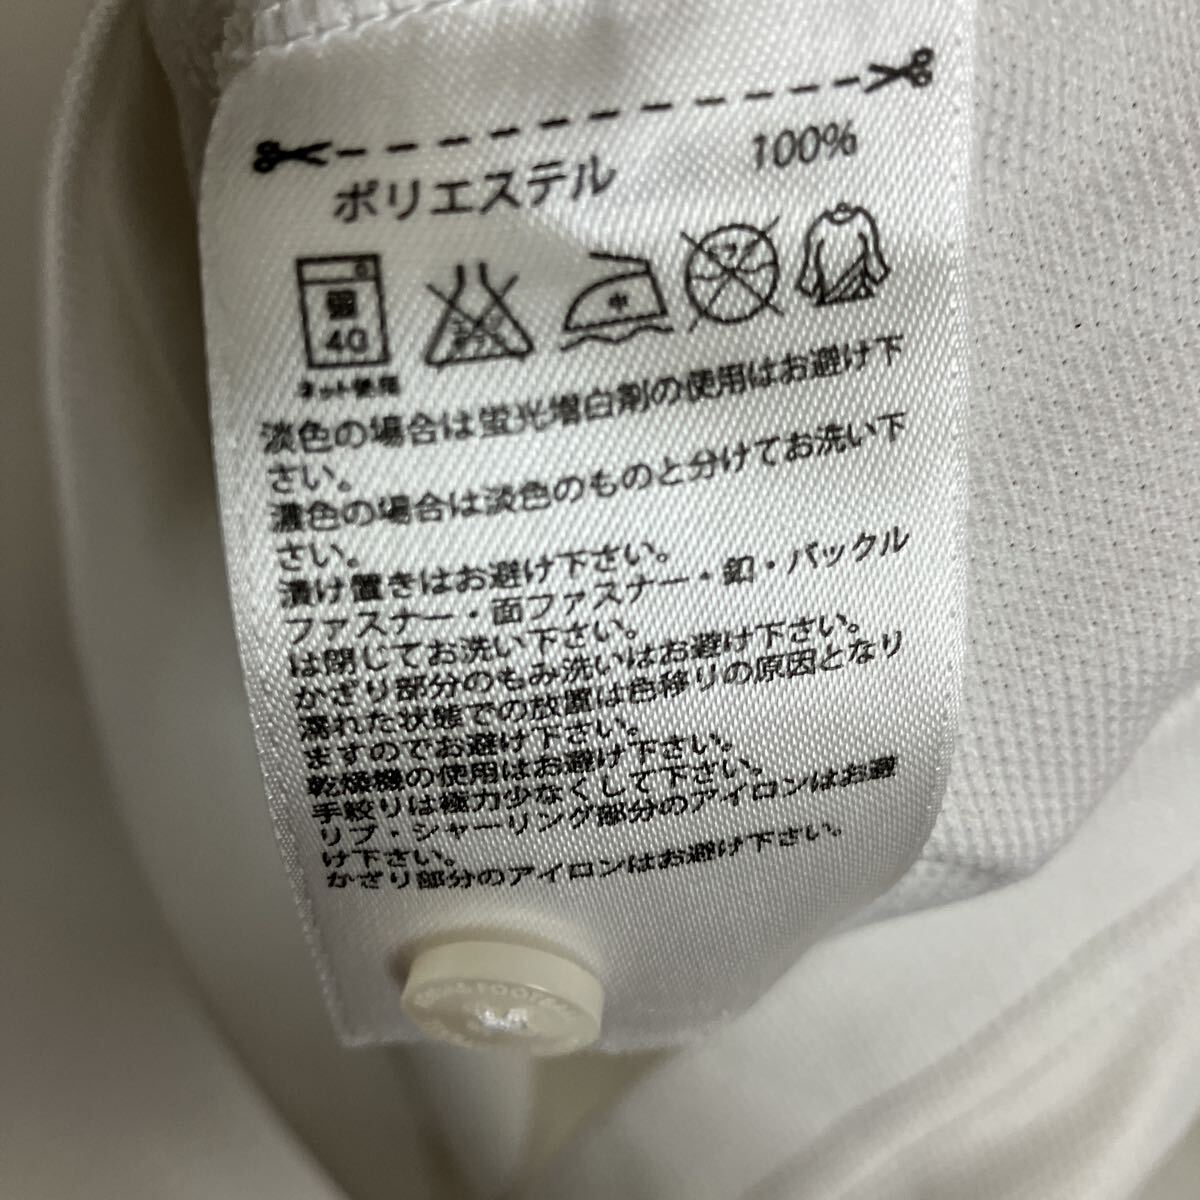 ポリエステル 100%
弱 40 中 ドライ
ネット使用
淡色の場合は蛍光増白剤の使用はお避け下
さい。
濃色の場合は淡色のものと分けてお洗い下
さい。
漬け置きはお避け下さい。
ファスナー・面ファスナー・釦・バックル
は閉じてお洗い下さい。
かざり部分のもみ洗いはお避け下さい。
濡れた状態での放置は色移りの原因となり
ますのでお避け下さい。
乾燥機の使用はお避け下さい。
手絞りは極力少なくして下さい。
リブ・シャーリング部分のアイロンはお避
け下さい。
かざり部分のアイロンはお避け下さい。